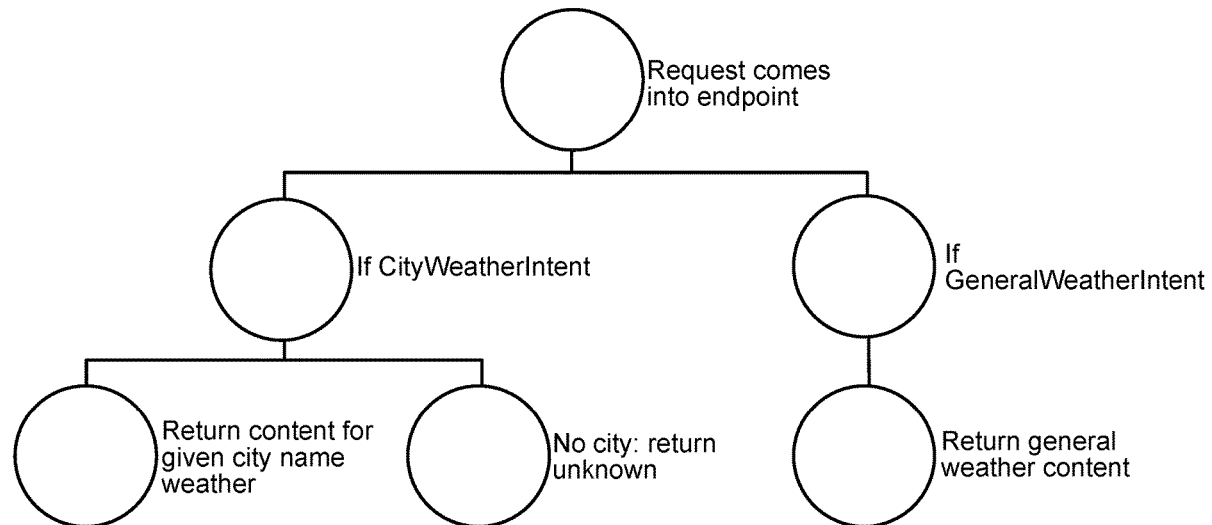 Request comes
into endpoint
If CityWeatherIntent
If
GeneralWeatherIntent
Return content for
given city name
weather
No city: return
unknown
Return general
weather content